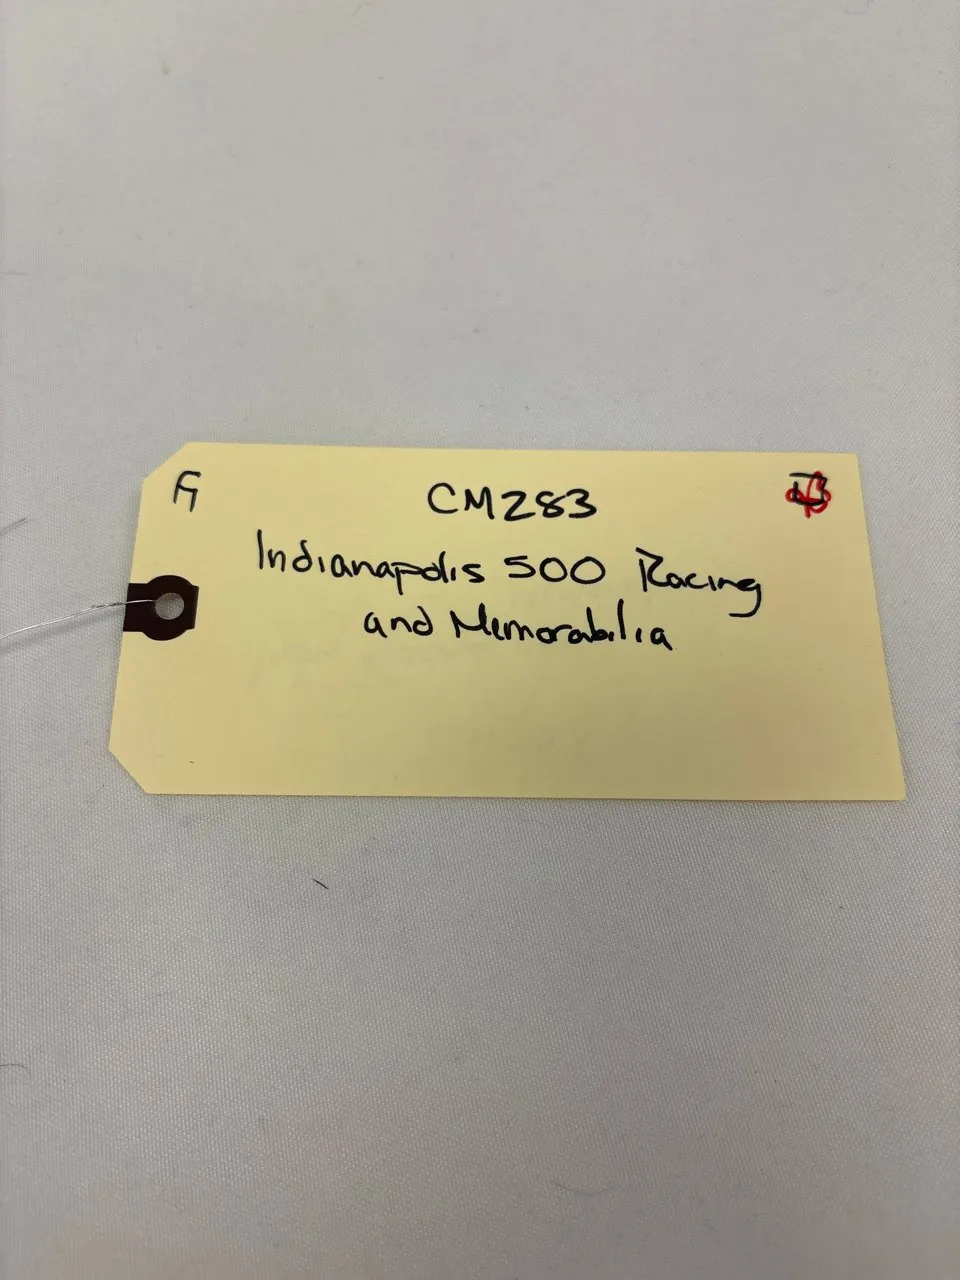 CM283
Indianapolis 500 Racing
and Memorabilia